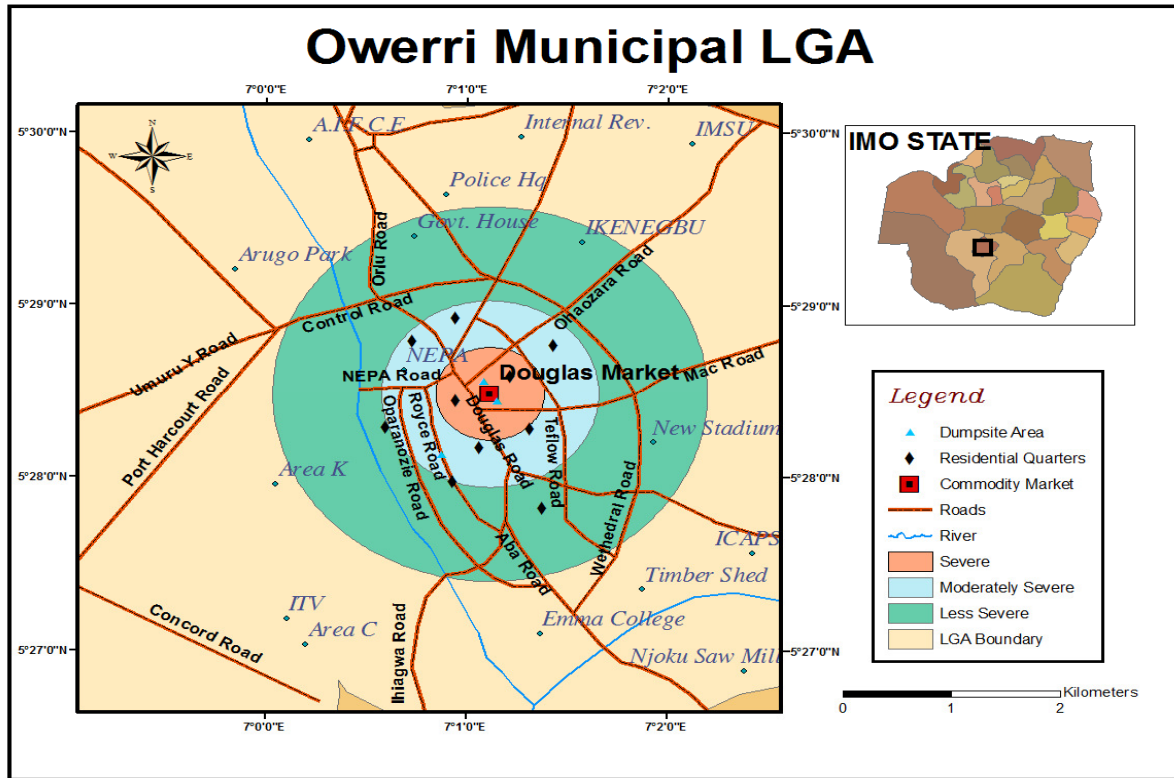 Owerri Municipal LGA
7°0'0"E
7°1'0"E
7°2'0"E
5°30'0"N
5°30'0"N
N
W
E
S
A.I.F.C.E
Internal Rev.
IMSU
Police Hq
Govt. House
IKENEGBU
Orlu Road
Arugo Park
5°29'0"N
5°29'0"N
Control Road
Ohaozara Road
Umuru Y.Road
NEPA
NEPA Road
Douglas Market
Mac Road
Port Harcourt Road
Oparanozie Road
Royce Road
Douglas Road
Teflow Road
New Stadium
Area K
5°28'0"N
5°28'0"N
Wethedral Road
Aba Road
ICAPS
Timber Shed
ITV
Area C
Emma College
Concord Road
Ihiagwa Road
5°27'0"N
5°27'0"N
Njoku Saw Mill
7°0'0"E
7°1'0"E
7°2'0"E
IMO STATE
Legend
Dumpsite Area
Residential Quarters
Commodity Market
Roads
River
Severe
Moderately Severe
Less Severe
LGA Boundary
Kilometers
0 1 2